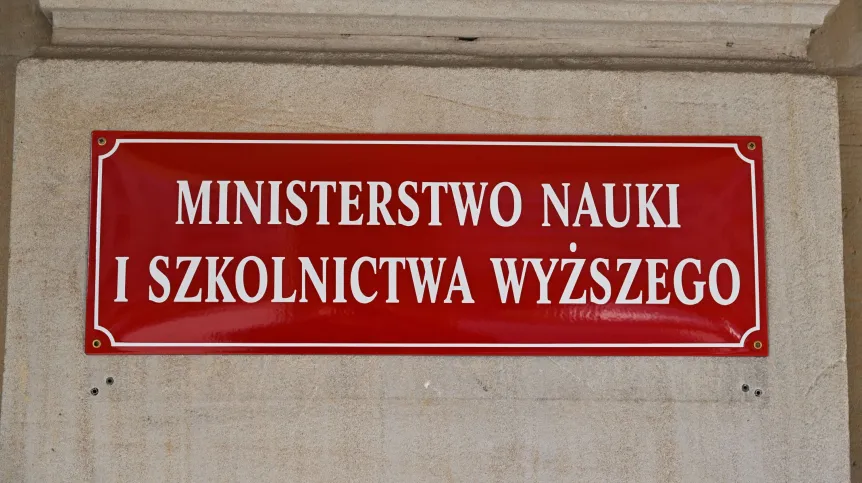 MINISTERSTWO NAUKI
I SZKOLNICTWA WYŻSZEGO